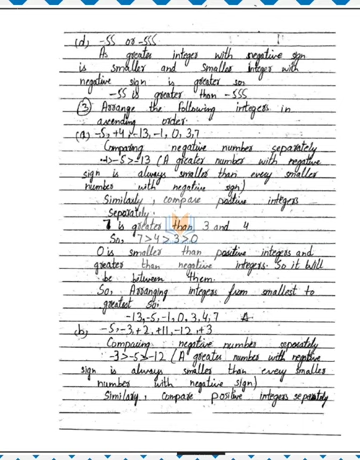 (d) -55 or -555
As greater integer with negative sign
is smaller and smaller integer with
negative sign is greater so,
-55 is greater than -555
(3) Arrange the following integers in
ascending order.
(a) -5, +4, -13, -1, 0, 3, 7
Comparing negative number separately
-1>-5>-13 (A greater number with negative
sign is always smaller than every smaller
number with negative sign)
Similarly, compare positive integers
separately.
7 is greater than 3 and 4
So, 7>4>3>0
0 is smaller than positive integers and
greater than negative integers. So it will
be between them.
So, Arranging integers from smallest to
greatest so:
-13, -5, -1, 0, 3, 4, 7
(b) -5, -3, +2, +11, -12, +3
Comparing negative number separately
-3>-5>-12 (A greater number with negative
sign is always smaller than every smaller
number with negative sign)
Similarly, compare positive integers separately